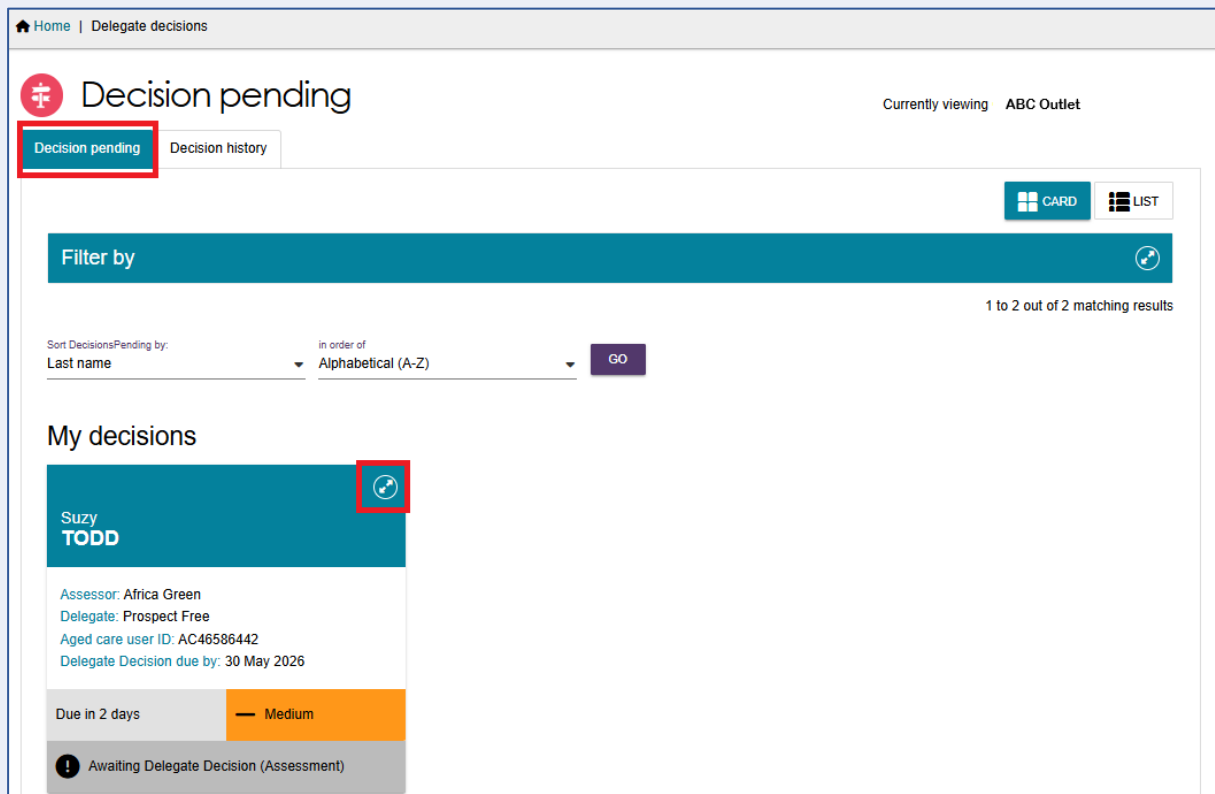 Home | Delegate decisions
Decision pending
Currently viewing ABC Outlet
Decision pending Decision history
CARD LIST
Filter by
1 to 2 out of 2 matching results
Sort DecisionsPending by: in order of
Last name Alphabetical (A-Z) GO
My decisions
Suzy
TODD
Assessor: Africa Green
Delegate: Prospect Free
Aged care user ID: AC46586442
Delegate Decision due by: 30 May 2026
Due in 2 days Medium
Awaiting Delegate Decision (Assessment)